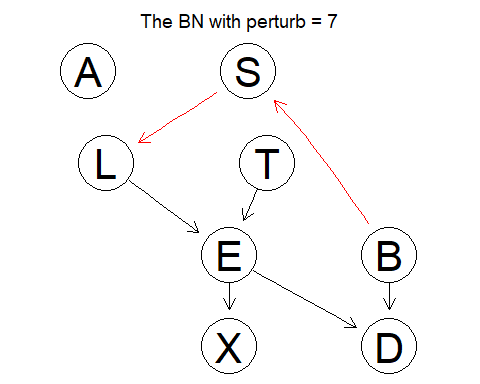 The BN with perturb = 7
A S
L T
E B
X D